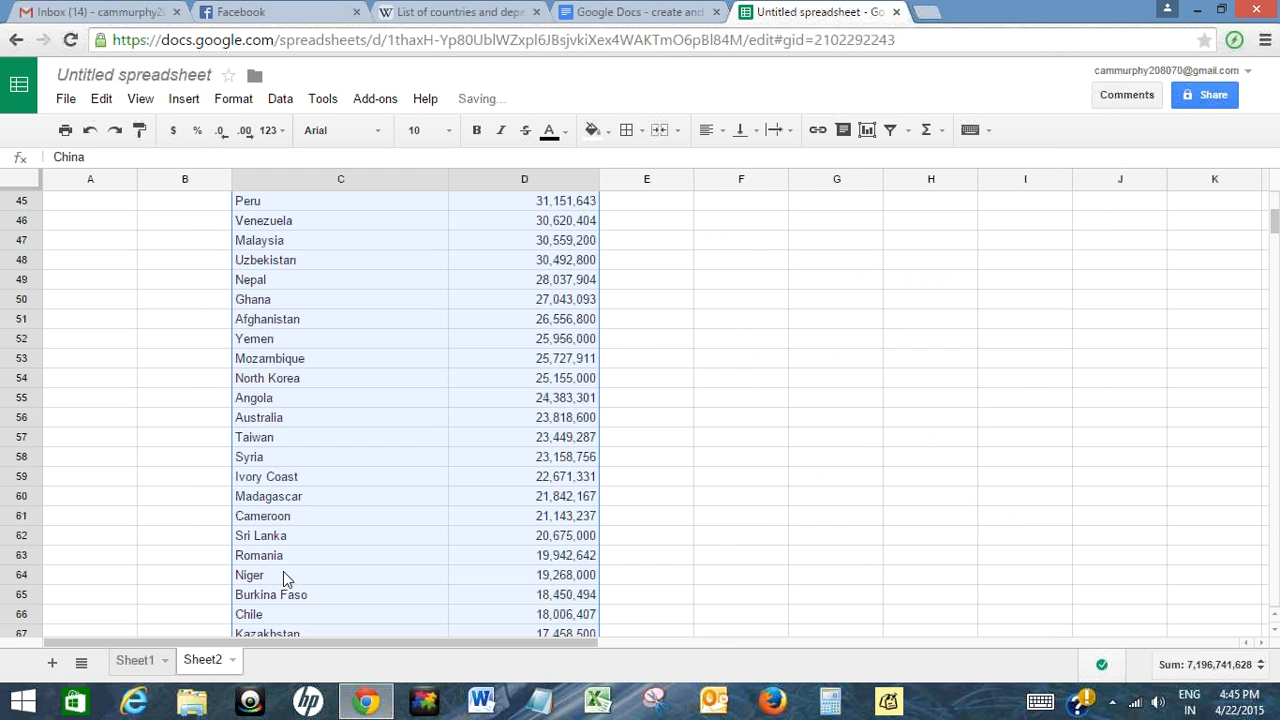 Inbox (14) - cammurphy2
Facebook
List of countries and depe
Google Docs - create and
Untitled spreadsheet - Go
https://docs.google.com/spreadsheets/d/1thaxH-Yp80UblWZxpl6JBsjvkiXex4WAKTmO6pBl84M/edit#gid=2102292243
Untitled spreadsheet
cammurphy208070@gmail.com
File Edit View Insert Format Data Tools Add-ons Help Saving...
Comments Share
$ % .0 .00 123 Arial 10 B I S A
fx China
A B C D E F G H I J K
45 Peru 31,151,643
46 Venezuela 30,620,404
47 Malaysia 30,559,200
48 Uzbekistan 30,492,800
49 Nepal 28,037,904
50 Ghana 27,043,093
51 Afghanistan 26,556,800
52 Yemen 25,956,000
53 Mozambique 25,727,911
54 North Korea 25,155,000
55 Angola 24,383,301
56 Australia 23,818,600
57 Taiwan 23,449,287
58 Syria 23,158,756
59 Ivory Coast 22,671,331
60 Madagascar 21,842,167
61 Cameroon 21,143,237
62 Sri Lanka 20,675,000
63 Romania 19,942,642
64 Niger 19,268,000
65 Burkina Faso 18,450,494
66 Chile 18,006,407
67 Kazakhstan 17,458,500
+ Sheet1 Sheet2 Sum: 7,196,741,628
ENG 4:45 PM
IN 4/22/2015